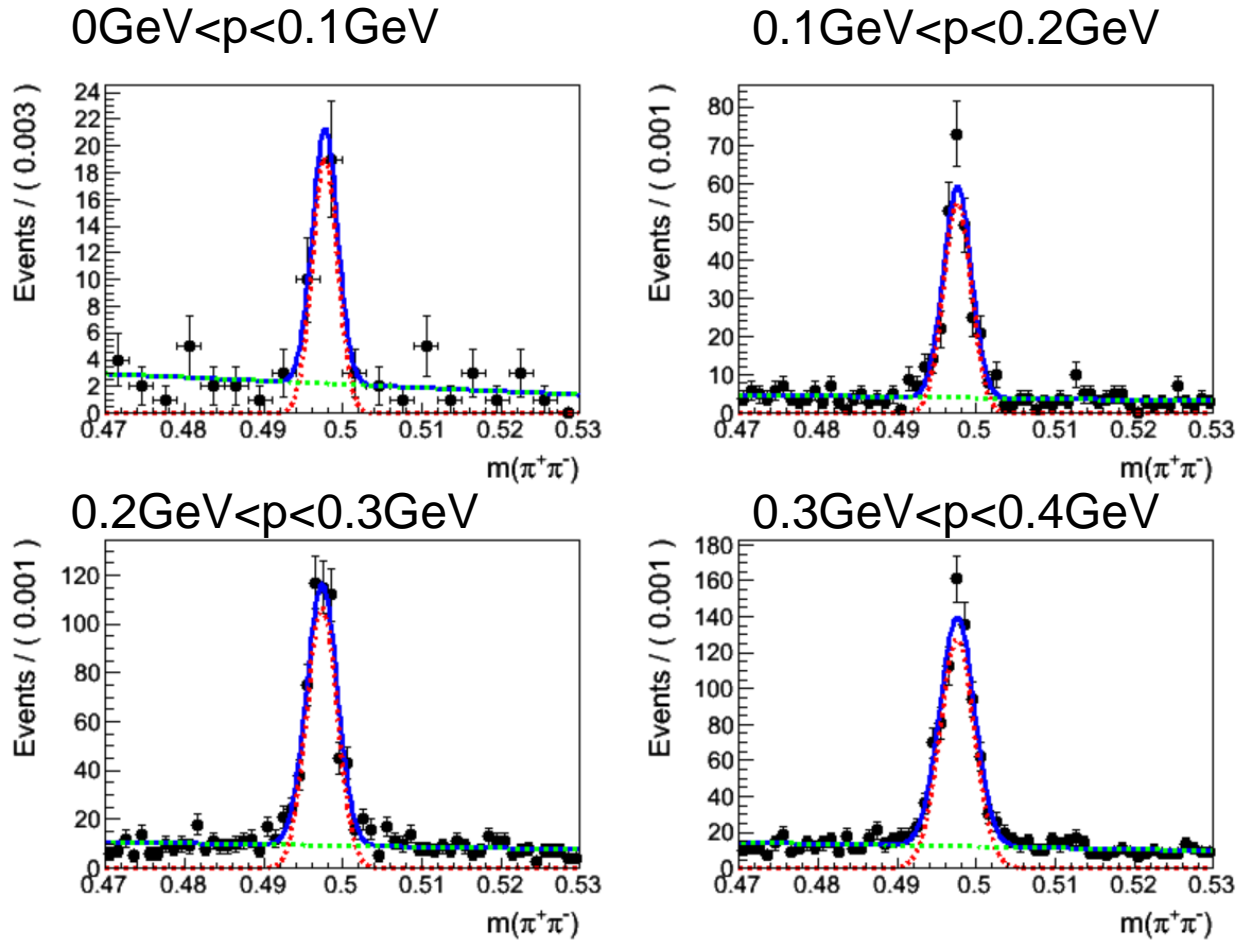 0GeV<p<0.1GeV
Events / ( 0.003 )
24
22
20
18
16
14
12
10
8
6
4
2
0
0.47 0.48 0.49 0.5 0.51 0.52 0.53
m(π⁺π⁻)
0.1GeV<p<0.2GeV
Events / ( 0.001 )
80
70
60
50
40
30
20
10
0
0.47 0.48 0.49 0.5 0.51 0.52 0.53
m(π⁺π⁻)
0.2GeV<p<0.3GeV
Events / ( 0.001 )
120
100
80
60
40
20
0
0.47 0.48 0.49 0.5 0.51 0.52 0.53
m(π⁺π⁻)
0.3GeV<p<0.4GeV
Events / ( 0.001 )
180
160
140
120
100
80
60
40
20
0
0.47 0.48 0.49 0.5 0.51 0.52 0.53
m(π⁺π⁻)